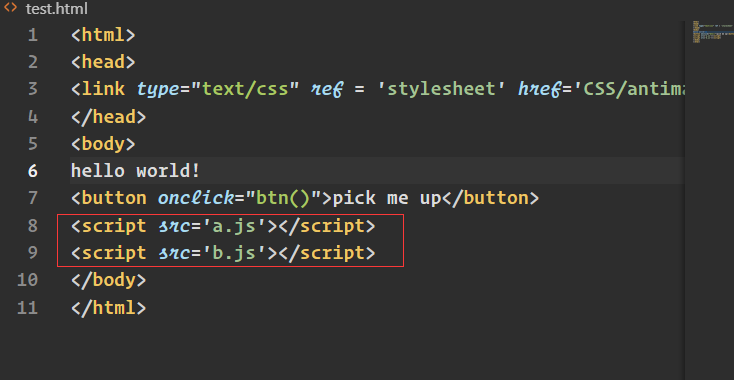 <> test.html
1 <html>
2 <head>
3 <link type="text/css" ref = 'stylesheet' href='CSS/antima
4 </head>
5 <body>
6 hello world!
7 <button onclick="btn()">pick me up</button>
8 <script src='a.js'></script>
9 <script src='b.js'></script>
10 </body>
11 </html>